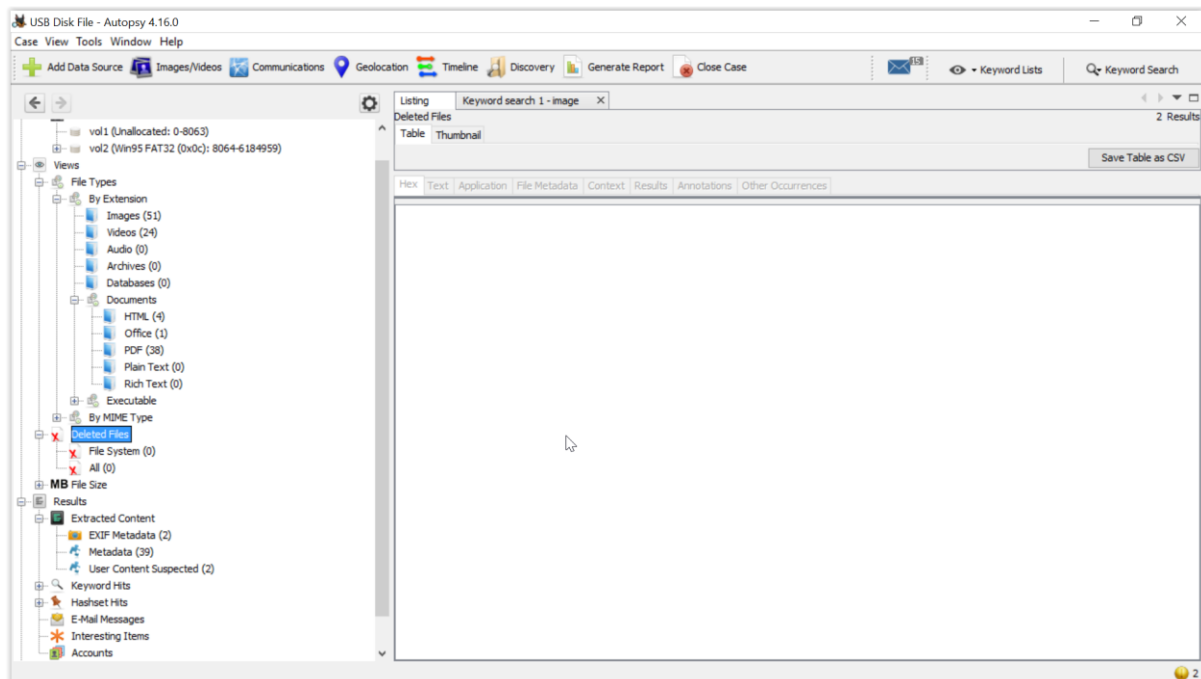 USB Disk File - Autopsy 4.16.0
Case View Tools Window Help
Add Data Source Images/Videos Communications Geolocation Timeline Discovery Generate Report Close Case 153 Keyword Lists Keyword Search
Listing Keyword search 1 - image
Deleted Files 2 Results
Table Thumbnail
Save Table as CSV
Hex Text Application File Metadata Context Results Annotations Other Occurrences
vol1 (Unallocated: 0-8063)
vol2 (Win95 FAT32 (0x0c): 8064-6184959)
Views
File Types
By Extension
Images (51)
Videos (24)
Audio (0)
Archives (0)
Databases (0)
Documents
HTML (4)
Office (1)
PDF (38)
Plain Text (0)
Rich Text (0)
Executable
By MIME Type
Deleted Files
File System (0)
All (0)
MB File Size
Results
Extracted Content
EXIF Metadata (2)
Metadata (39)
User Content Suspected (2)
Keyword Hits
Hashset Hits
E-Mail Messages
Interesting Items
Accounts
2